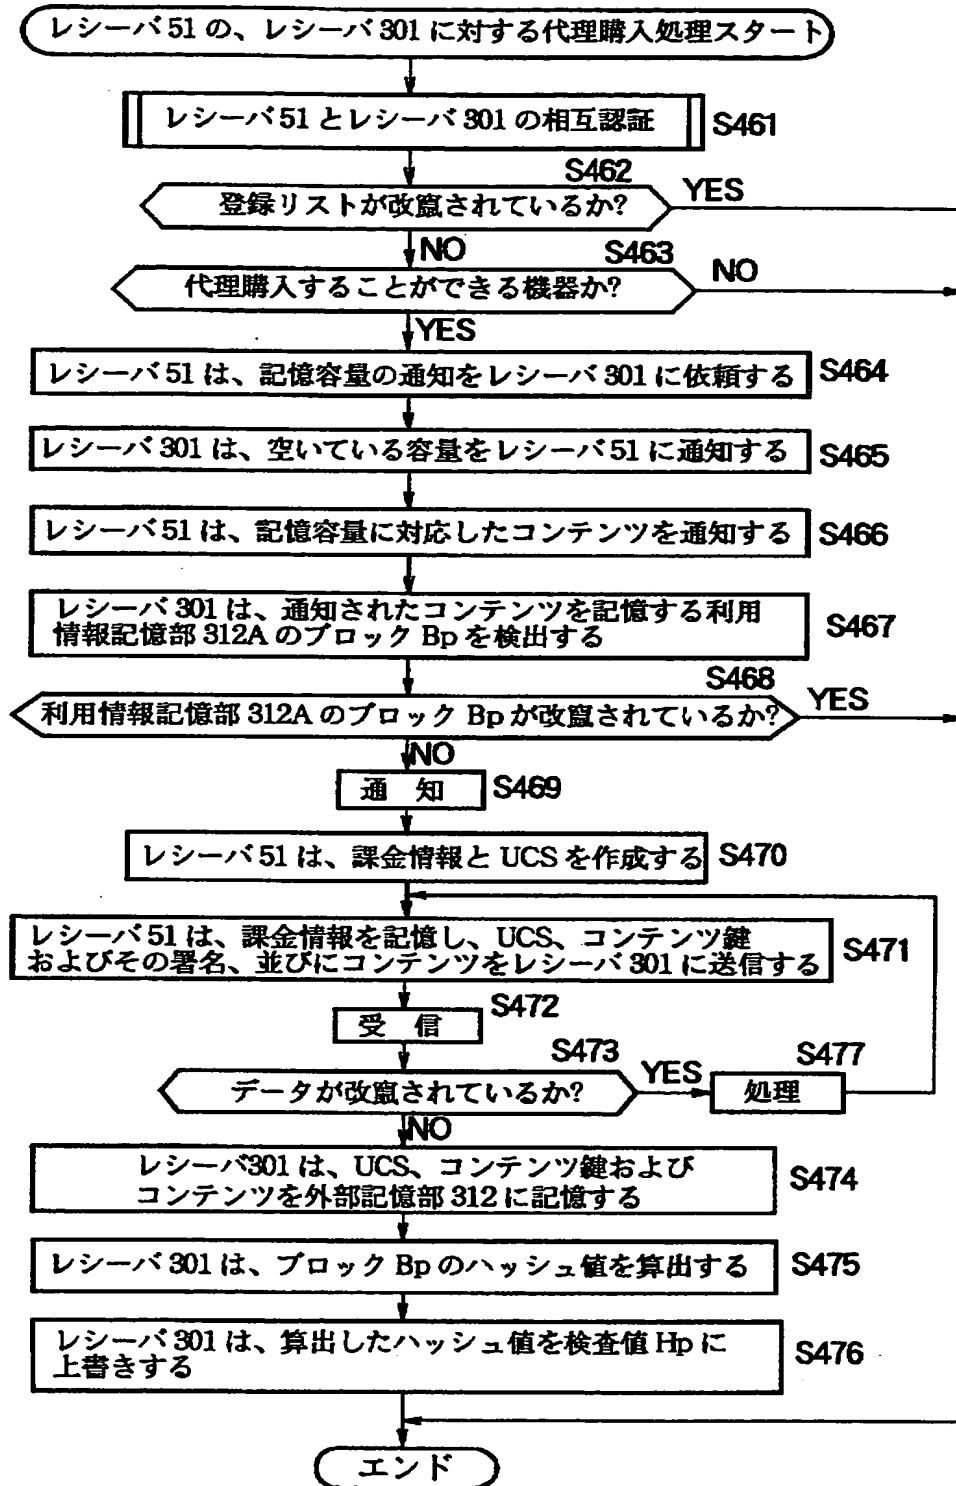 レシーバ51の、レシーバ301に対する代理購入処理スタート
レシーバ51とレシーバ301の相互認証
S461
S462
登録リストが改竄されているか?
YES
NO
S463
代理購入することができる機器か?
NO
YES
レシーバ51は、記憶容量の通知をレシーバ301に依頼する
S464
レシーバ301は、空いている容量をレシーバ51に通知する
S465
レシーバ51は、記憶容量に対応したコンテンツを通知する
S466
レシーバ301は、通知されたコンテンツを記憶する利用
情報記憶部312AのブロックBpを検出する
S467
S468
利用情報記憶部312AのブロックBpが改竄されているか?
YES
NO
通 知
S469
レシーバ51は、課金情報とUCSを作成する
S470
レシーバ51は、課金情報を記憶し、UCS、コンテンツ鍵
およびその署名、並びにコンテンツをレシーバ301に送信する
S471
S472
受 信
S473
データが改竄されているか?
YES
S477
処理
NO
レシーバ301は、UCS、コンテンツ鍵および
コンテンツを外部記憶部312に記憶する
S474
レシーバ301は、ブロックBpのハッシュ値を算出する
S475
レシーバ301は、算出したハッシュ値を検査値Hpに
上書きする
S476
エンド